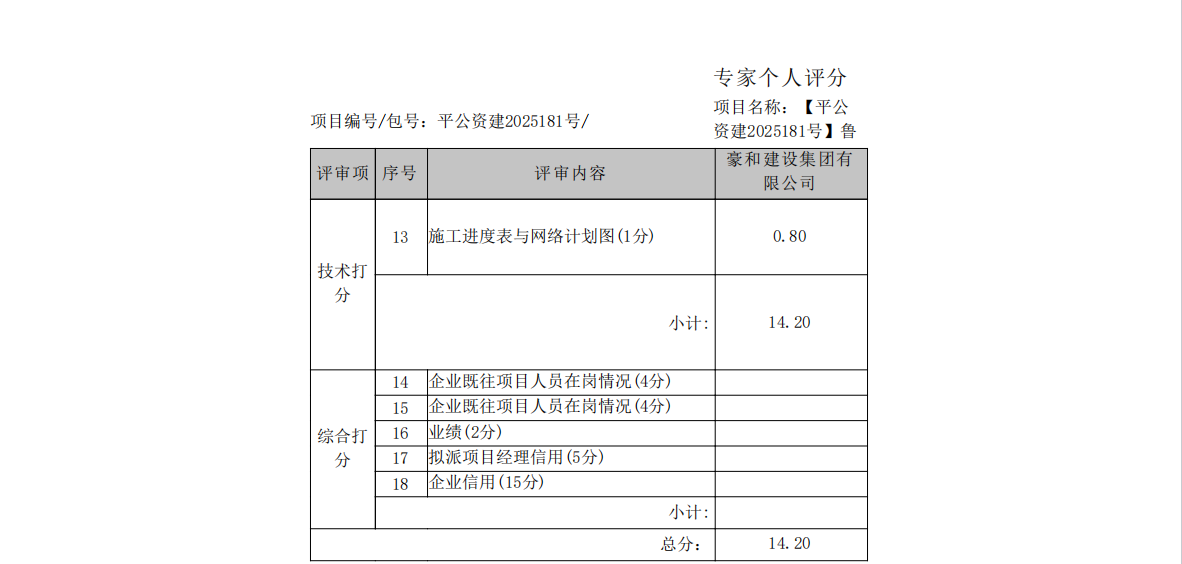 专家个人评分
项目编号/包号：平公资建2025181号/
项目名称：【平公
资建2025181号】鲁
评审项 序号 评审内容 豪和建设集团有
限公司
技术打
分
13 施工进度表与网络计划图(1分) 0.80
小计: 14.20
综合打
分
14 企业既往项目人员在岗情况(4分)
15 企业既往项目人员在岗情况(4分)
16 业绩(2分)
17 拟派项目经理信用(5分)
18 企业信用(15分)
小计:
总分： 14.20